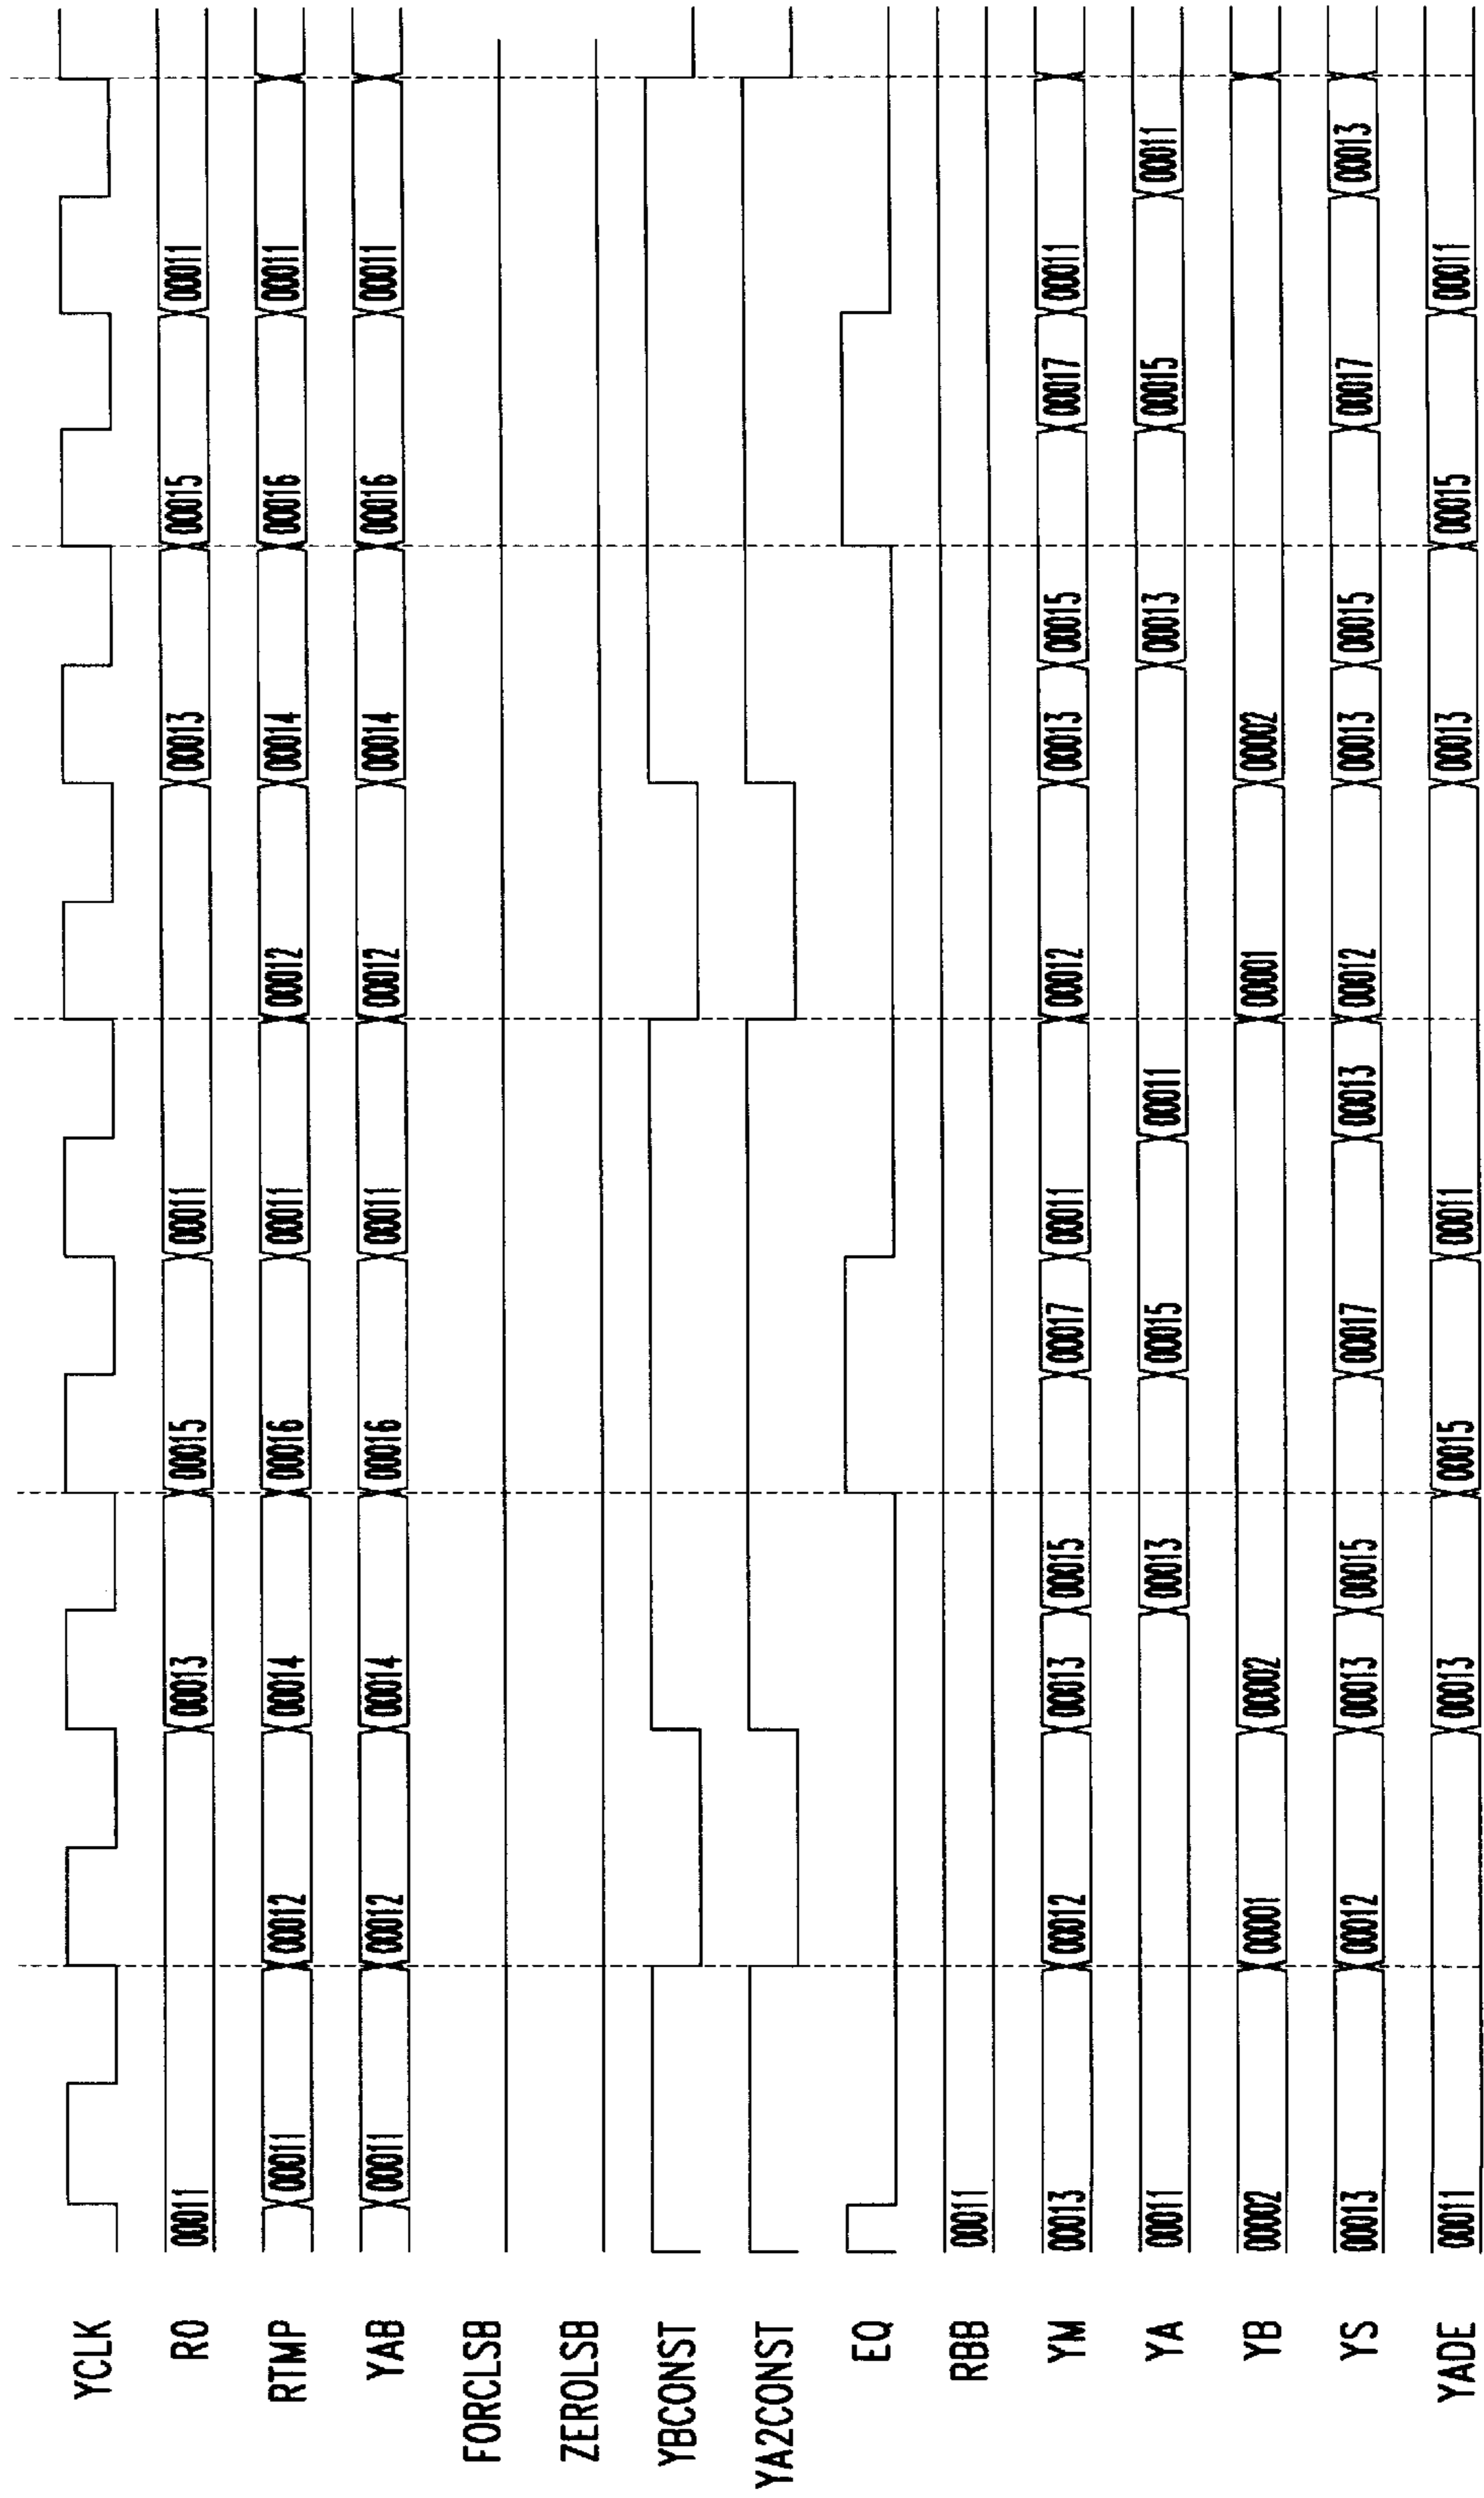 YCLK
R0 00011 00013 00015 00011 00013 00015 00011
RTMP 00011 00012 00014 00016 00011 00012 00014 00016 00011
YAB 00011 00012 00014 00016 00011 00012 00014 00016 00011
FORCLSB
ZEROLSB
YBCONST
YA2CONST
EQ
RBB 00011
YM 00013 00012 00013 00015 00017 00011 00012 00013 00015 00017 00011
YA 00011 00013 00015 00011 00013 00015 00011
YB 00002 00001 00002 00001 00002
YS 00013 00012 00013 00015 00017 00013 00012 00013 00015 00017 00013
YADE 00011 00013 00015 00011 00013 00015 00011